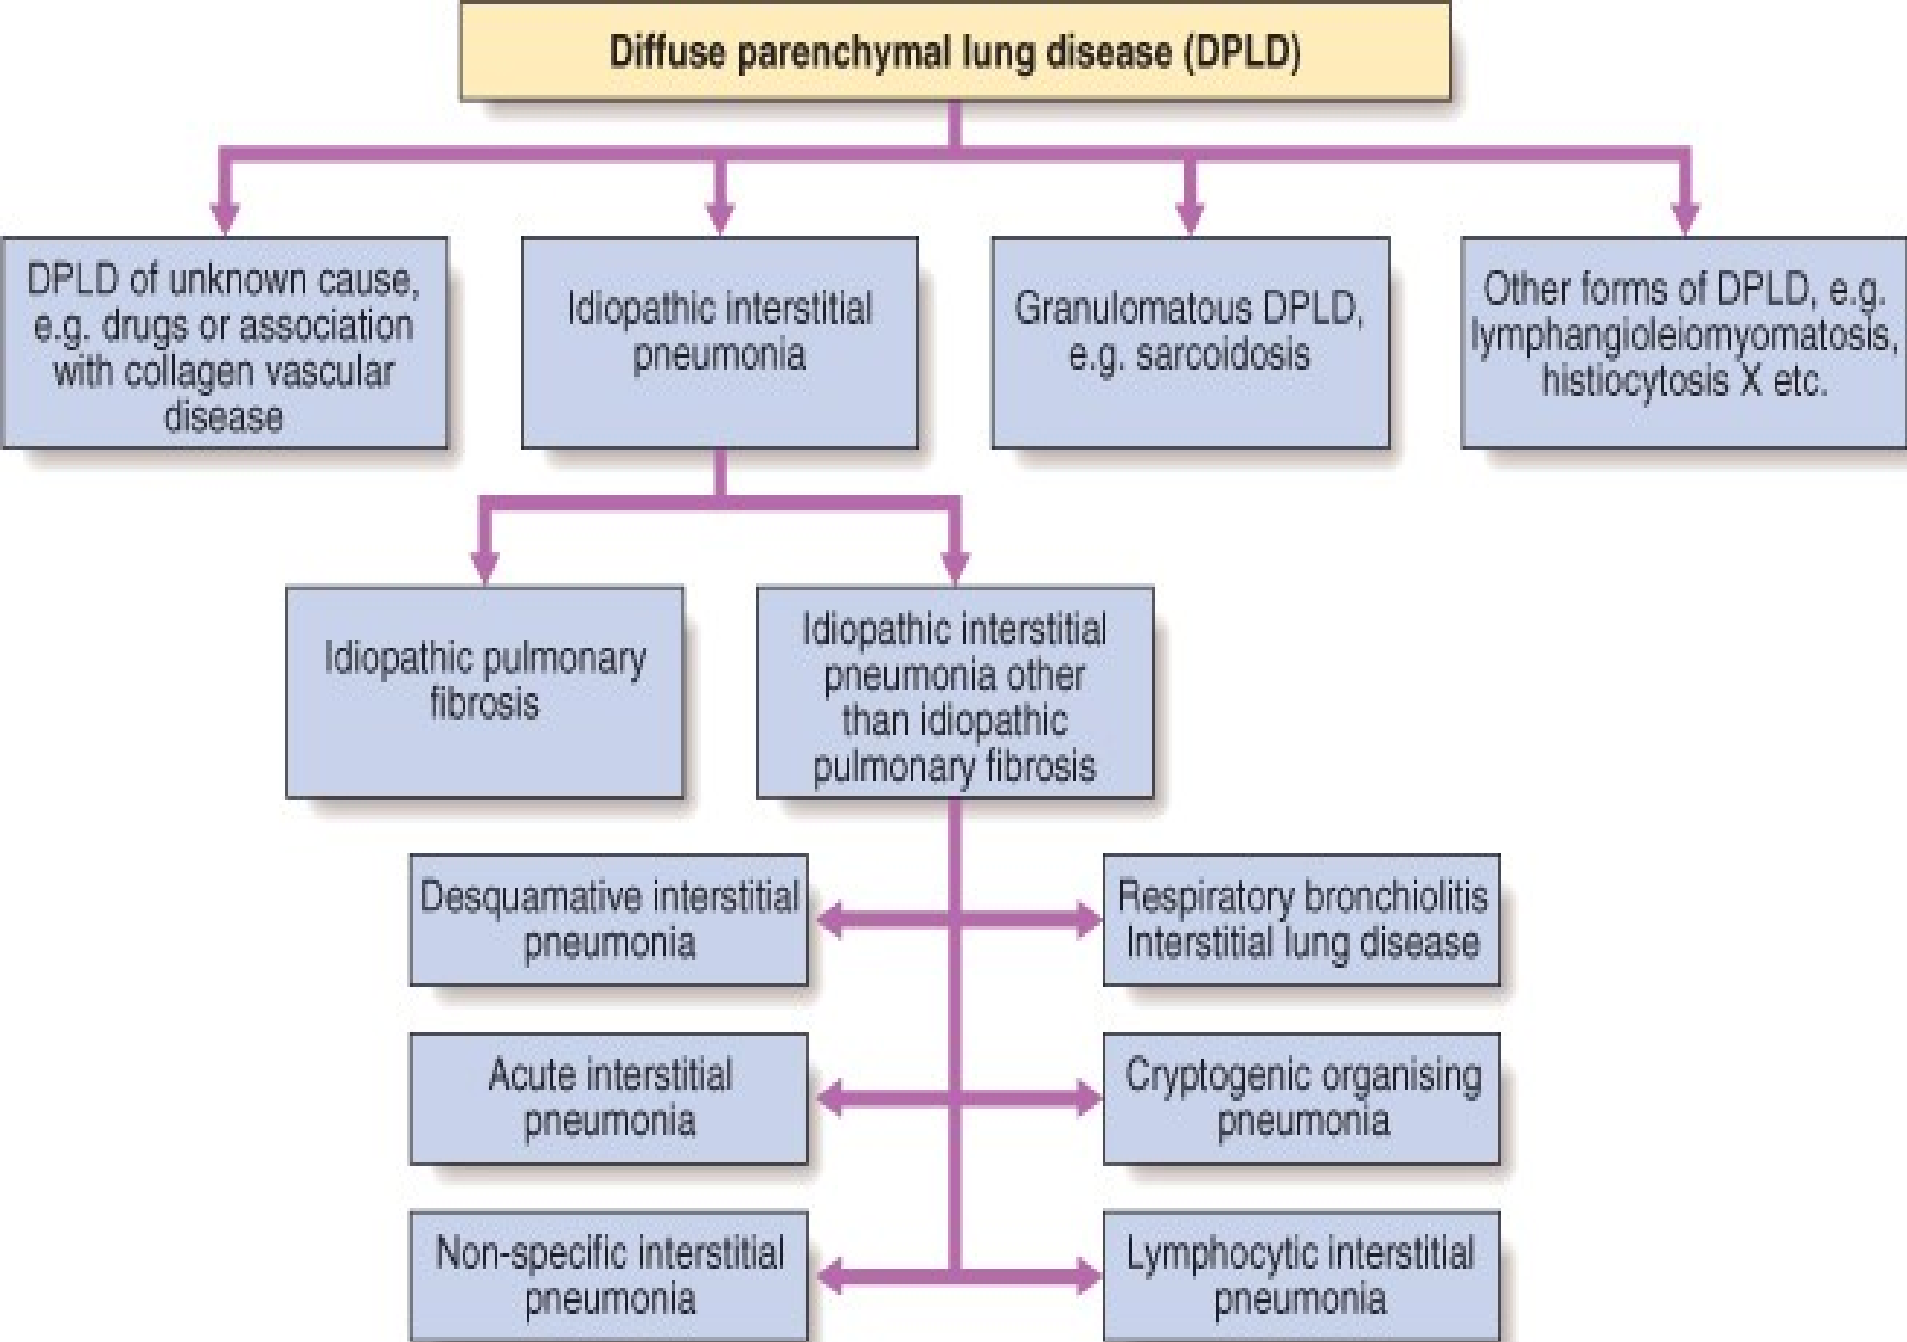 Diffuse parenchymal lung disease (DPLD)
DPLD of unknown cause,
e.g. drugs or association
with collagen vascular
disease
Idiopathic interstitial
pneumonia
Granulomatous DPLD,
e.g. sarcoidosis
Other forms of DPLD, e.g.
lymphangioleiomyomatosis,
histiocytosis X etc.
Idiopathic pulmonary
fibrosis
Idiopathic interstitial
pneumonia other
than idiopathic
pulmonary fibrosis
Desquamative interstitial
pneumonia
Respiratory bronchiolitis
Interstitial lung disease
Acute interstitial
pneumonia
Cryptogenic organising
pneumonia
Non-specific interstitial
pneumonia
Lymphocytic interstitial
pneumonia